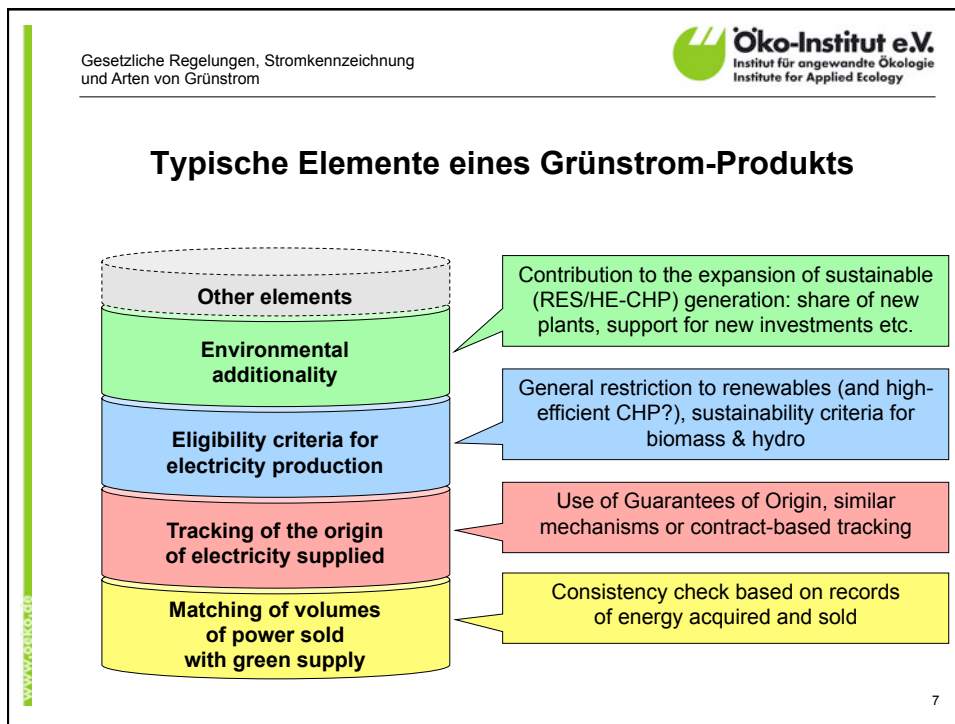 Gesetzliche Regelungen, Stromkennzeichnung
und Arten von Grünstrom
Öko-Institut e.V.
Institut für angewandte Ökologie
Institute for Applied Ecology
Typische Elemente eines Grünstrom-Produkts
Other elements
Environmental
additionality
Eligibility criteria for
electricity production
Tracking of the origin
of electricity supplied
Matching of volumes
of power sold
with green supply
Contribution to the expansion of sustainable
(RES/HE-CHP) generation: share of new
plants, support for new investments etc.
General restriction to renewables (and high-
efficient CHP?), sustainability criteria for
biomass & hydro
Use of Guarantees of Origin, similar
mechanisms or contract-based tracking
Consistency check based on records
of energy acquired and sold
www.oeko.de
7